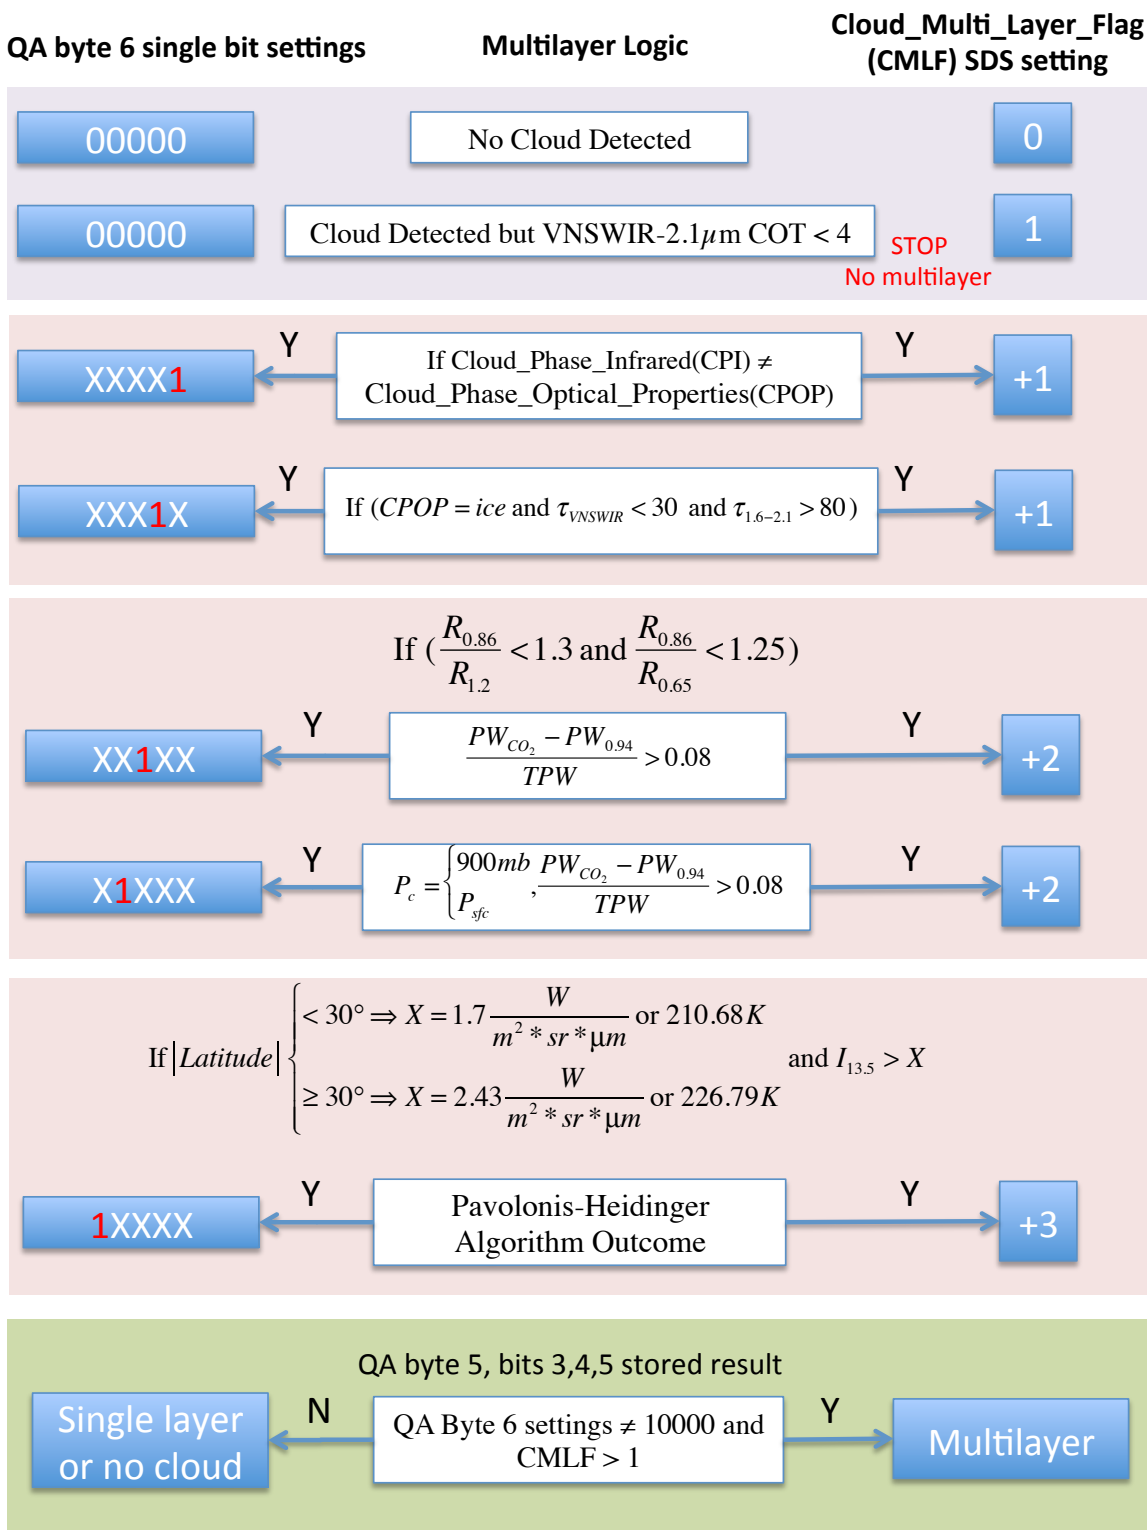 QA byte 6 single bit settings
Multilayer Logic
Cloud_Multi_Layer_Flag
(CMLF) SDS setting
00000
No Cloud Detected
0
00000
Cloud Detected but VNSWIR-2.1μm COT < 4
1
STOP
No multilayer
Y
Y
XXXX1
If Cloud_Phase_Infrared(CPI) ≠
Cloud_Phase_Optical_Properties(CPOP)
+1
Y
Y
XXX1X
If (CPOP = ice and τ_VNSWIR < 30 and τ_1.6−2.1 > 80)
+1
If (R_0.86/R_1.2 < 1.3 and R_0.86/R_0.65 < 1.25)
Y
Y
XX1XX
(PW_CO₂ − PW_0.94)/TPW > 0.08
+2
Y
Y
X1XXX
P_c = {900mb P_sfc, (PW_CO₂ − PW_0.94)/TPW > 0.08
+2
If |Latitude| { < 30° ⇒ X = 1.7 W/(m² * sr * μm) or 210.68K
≥ 30° ⇒ X = 2.43 W/(m² * sr * μm) or 226.79K
and I_13.5 > X
Y
Y
1XXXX
Pavolonis-Heidinger
Algorithm Outcome
+3
QA byte 5, bits 3,4,5 stored result
N
Y
Single layer
or no cloud
QA Byte 6 settings ≠ 10000 and
CMLF > 1
Multilayer